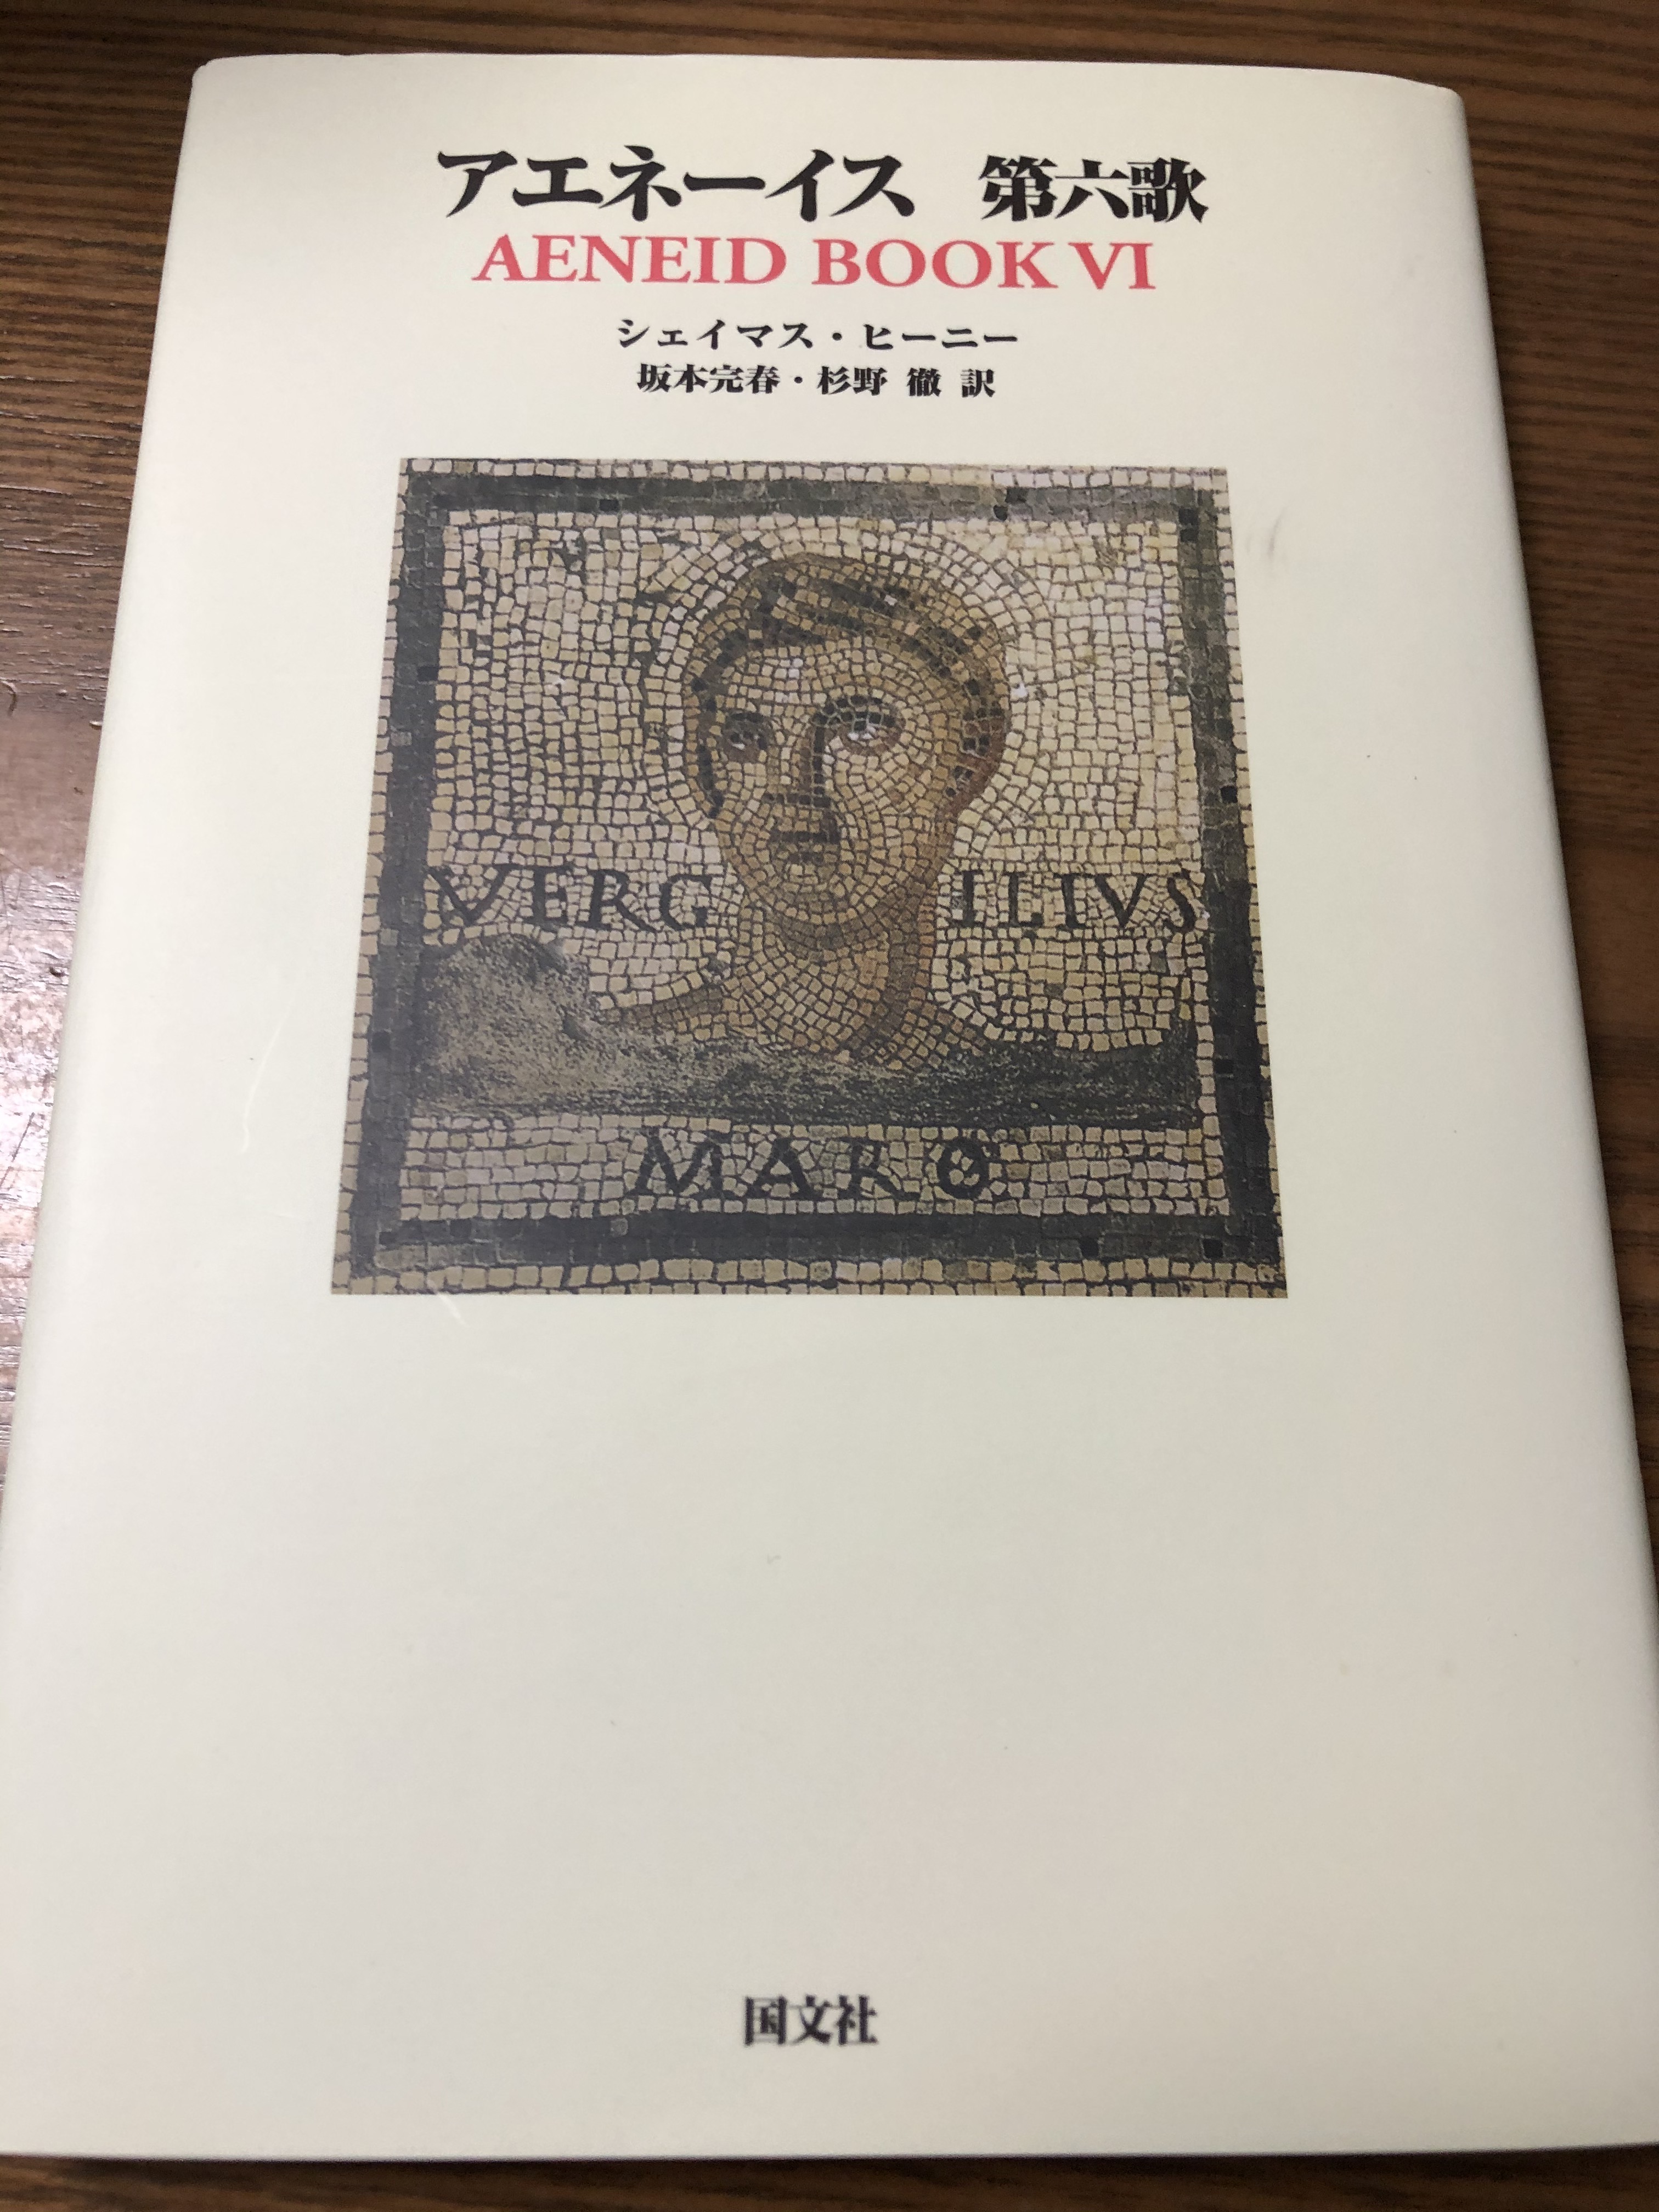 アエネーイス 第六歌
AENEID BOOK VI
シェイマス・ヒーニー
坂本完春・杉野 徹 訳
VERG ILIVS
MARO
国文社